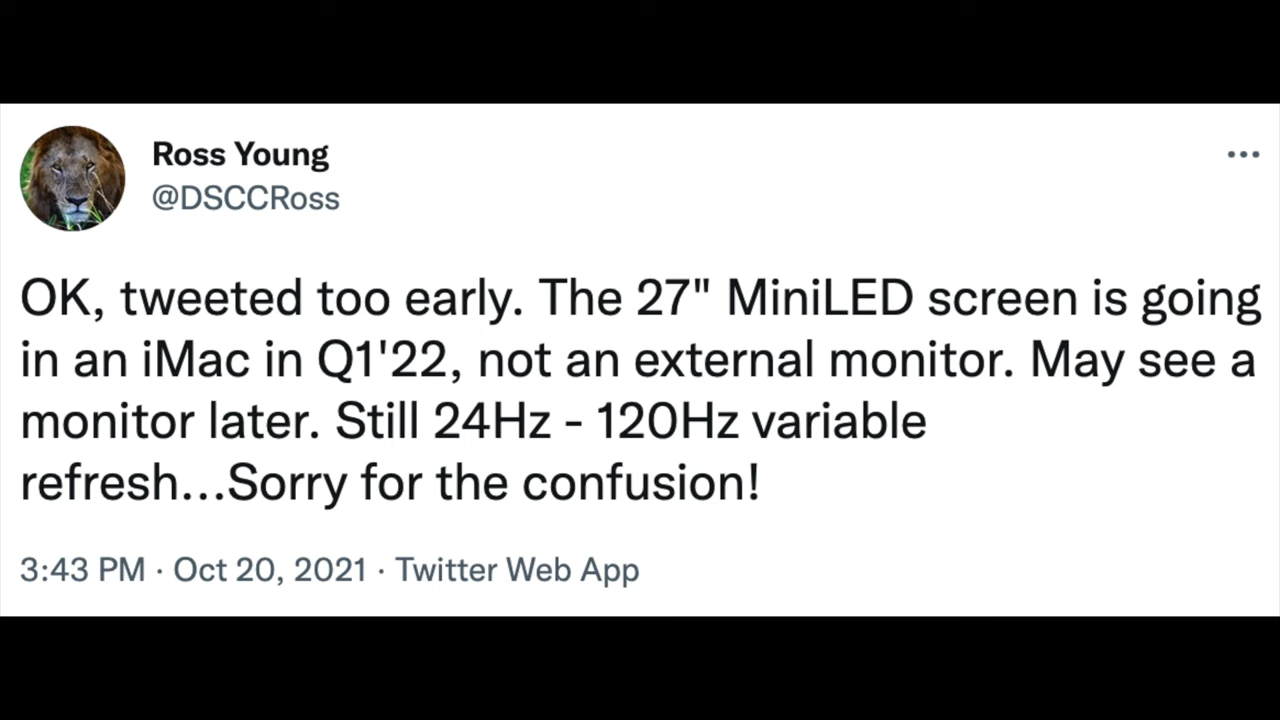 Ross Young
@DSCCRoss
OK, tweeted too early. The 27" MiniLED screen is going
in an iMac in Q1'22, not an external monitor. May see a
monitor later. Still 24Hz - 120Hz variable
refresh...Sorry for the confusion!
3:43 PM · Oct 20, 2021 · Twitter Web App